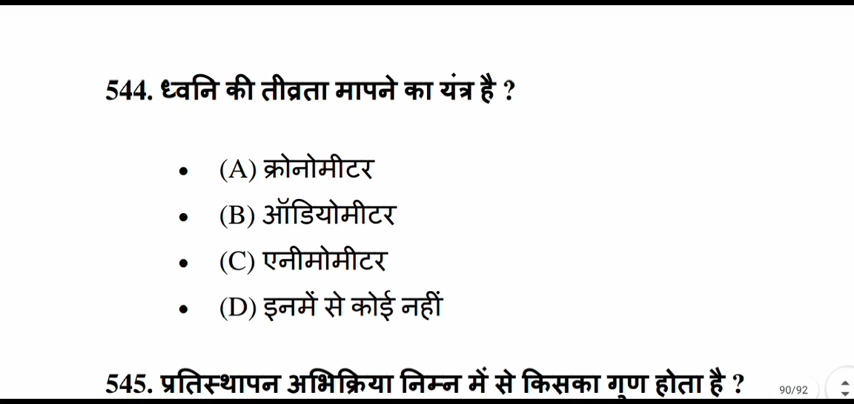 544. ध्वनि की तीव्रता मापने का यंत्र है ?
(A) क्रोनोमीटर
(B) ऑडियोमीटर
(C) एनीमोमीटर
(D) इनमें से कोई नहीं
545. प्रतिस्थापन अभिक्रिया निम्न में से किसका गुण होता है ?
90/92